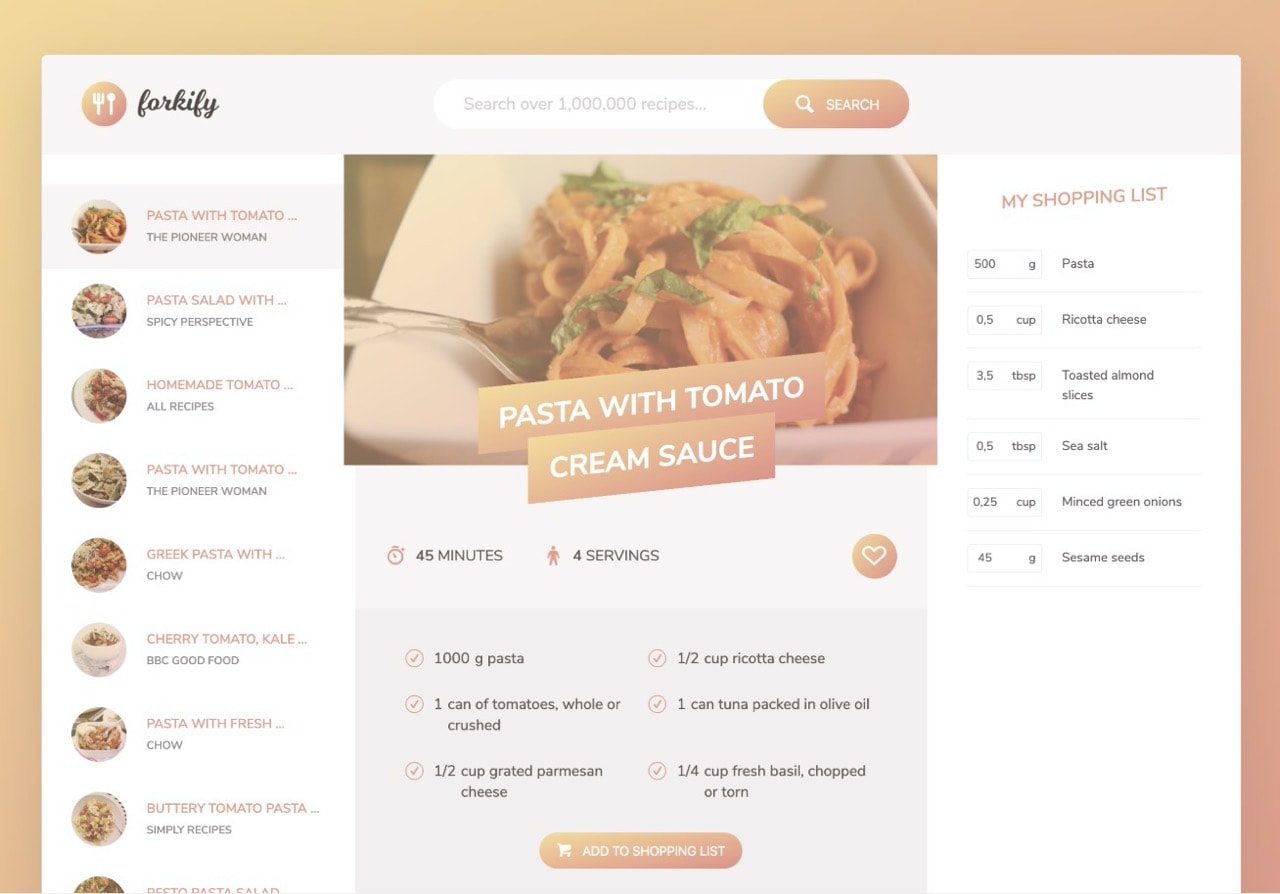 forkify
Search over 1,000,000 recipes...
SEARCH
PASTA WITH TOMATO ...
THE PIONEER WOMAN
PASTA SALAD WITH ...
SPICY PERSPECTIVE
HOMEMADE TOMATO ...
ALL RECIPES
PASTA WITH TOMATO ...
THE PIONEER WOMAN
GREEK PASTA WITH ...
CHOW
CHERRY TOMATO, KALE ...
BBC GOOD FOOD
PASTA WITH FRESH ...
CHOW
BUTTERY TOMATO PASTA ...
SIMPLY RECIPES
PESTO PASTA SALAD
PASTA WITH TOMATO
CREAM SAUCE
45 MINUTES
4 SERVINGS
1000 g pasta
1/2 cup ricotta cheese
1 can of tomatoes, whole or
crushed
1 can tuna packed in olive oil
1/2 cup grated parmesan
cheese
1/4 cup fresh basil, chopped
or torn
ADD TO SHOPPING LIST
MY SHOPPING LIST
500 g Pasta
0,5 cup Ricotta cheese
3,5 tbsp Toasted almond
slices
0,5 tbsp Sea salt
0,25 cup Minced green onions
45 g Sesame seeds